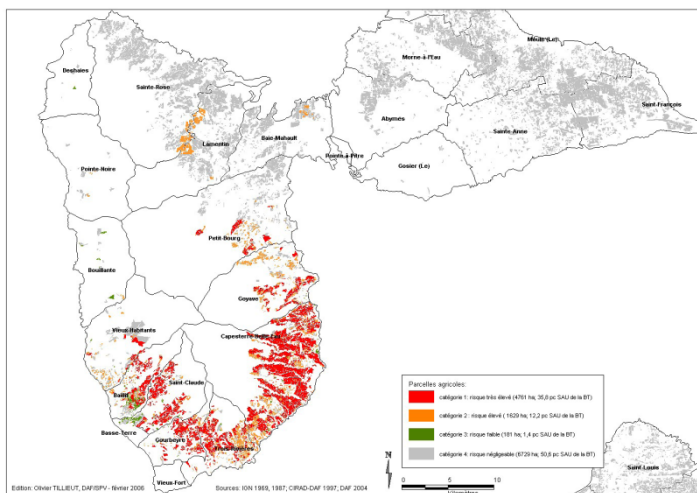 Deshaies
Sainte-Rose
Morne-à-l'Eau
Moule (Le)
Saint-François
Abymes
Lamentin
Baie-Mahault
Sainte-Anne
Pointe-à-Pitre
Gosier (Le)
Pointe-Noire
Petit-Bourg
Bouillante
Goyave
Vieux-Habitants
Capesterre-Belle-Eau
Saint-Claude
Baillif
Basse-Terre
Gourbeyre
Trois-Rivières
Vieux-Fort
Saint-Louis
Parcelles agricoles:
catégorie 1: risque très élevé (4761 ha; 35,6 pc SAU de la BT)
catégorie 2 : risque élevé (1629 ha; 12,2 pc SAU de la BT)
catégorie 3: risque faible (181 ha; 1,4 pc SAU de la BT)
catégorie 4: risque négligeable (6729 ha; 50,6 pc SAU de la BT)
N
0 5 10
Kilomètres
Edition: Olivier TILLIEUT, DAF/SPV - février 2006
Sources: IGN 1969, 1987; CIRAD-DAF 1997; DAF 2004